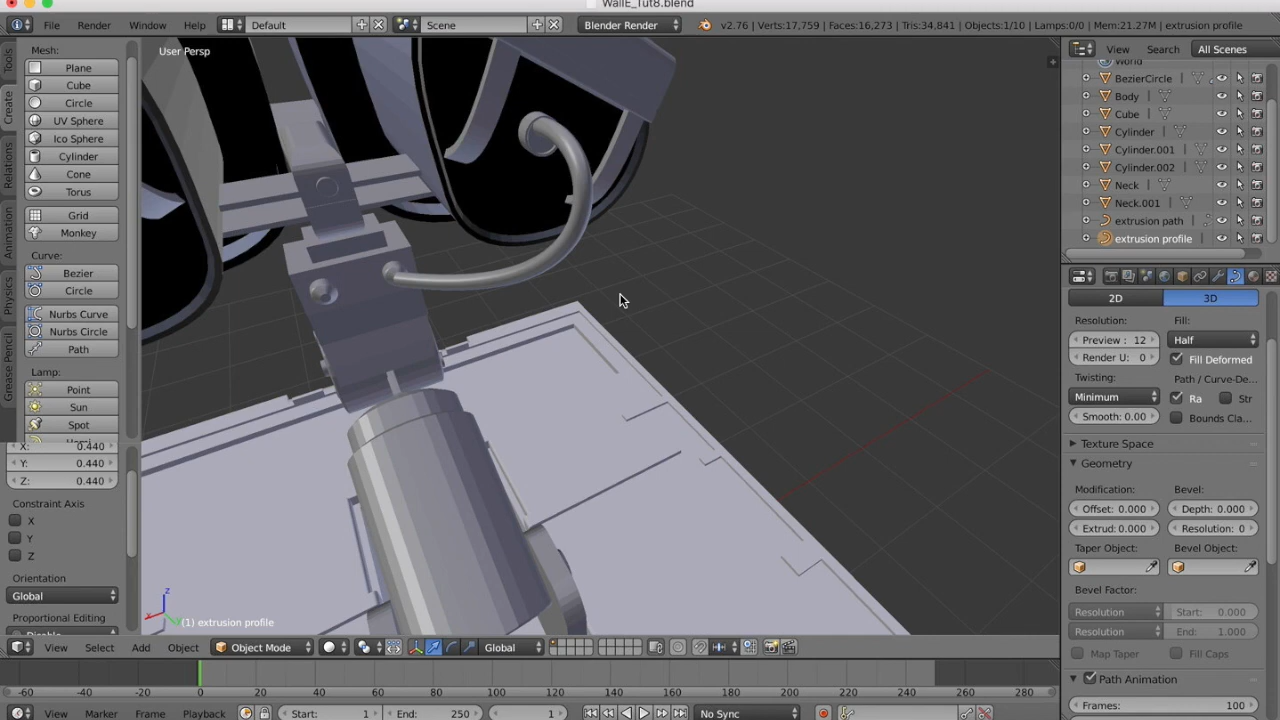 WallE_Tut8.blend
File Edit Render Window Help Default Scene Blender Render v2.76 | Verts:17,759 | Faces:16,273 | Tris:34,841 | Objects:1/10 | Lamps:0/0 | Mem:21.27M | extrusion profile
View Search All Scenes
User Persp
Tools
Create
Relations
Animation
Physics
Grease Pencil
Mesh:
Plane
Cube
Circle
UV Sphere
Ico Sphere
Cylinder
Cone
Torus
Grid
Monkey
Curve:
Bezier
Circle
Nurbs Curve
Nurbs Circle
Path
Lamp:
Point
Sun
Spot
X: 0.440
Y: 0.440
Z: 0.440
Constraint Axis
X
Y
Z
Orientation
Global
Proportional Editing
z
x
y
(1) extrusion profile
World
BezierCircle
Body
Cube
Cylinder
Cylinder.001
Cylinder.002
Neck
Neck.001
extrusion path
extrusion profile
2D 3D
Resolution: Fill:
Preview : 12 Half
Render U: 0 Fill Deformed
Twisting: Path / Curve-De...
Minimum Ra Str
Smooth: 0.00 Bounds Cla...
Texture Space
Geometry
Modification: Bevel:
Offset: 0.000 Depth: 0.000
Extrud: 0.000 Resolution: 0
Taper Object: Bevel Object:
Bevel Factor:
Resolution Start: 0.000
Resolution End: 1.000
Map Taper Fill Caps
Path Animation
Frames: 100
View Select Add Object Object Mode Global
-60 -40 -20 0 20 40 60 80 100 120 140 160 180 200 220 240 260 280
View Marker Frame Playback Start: 1 End: 250 1 No Sync